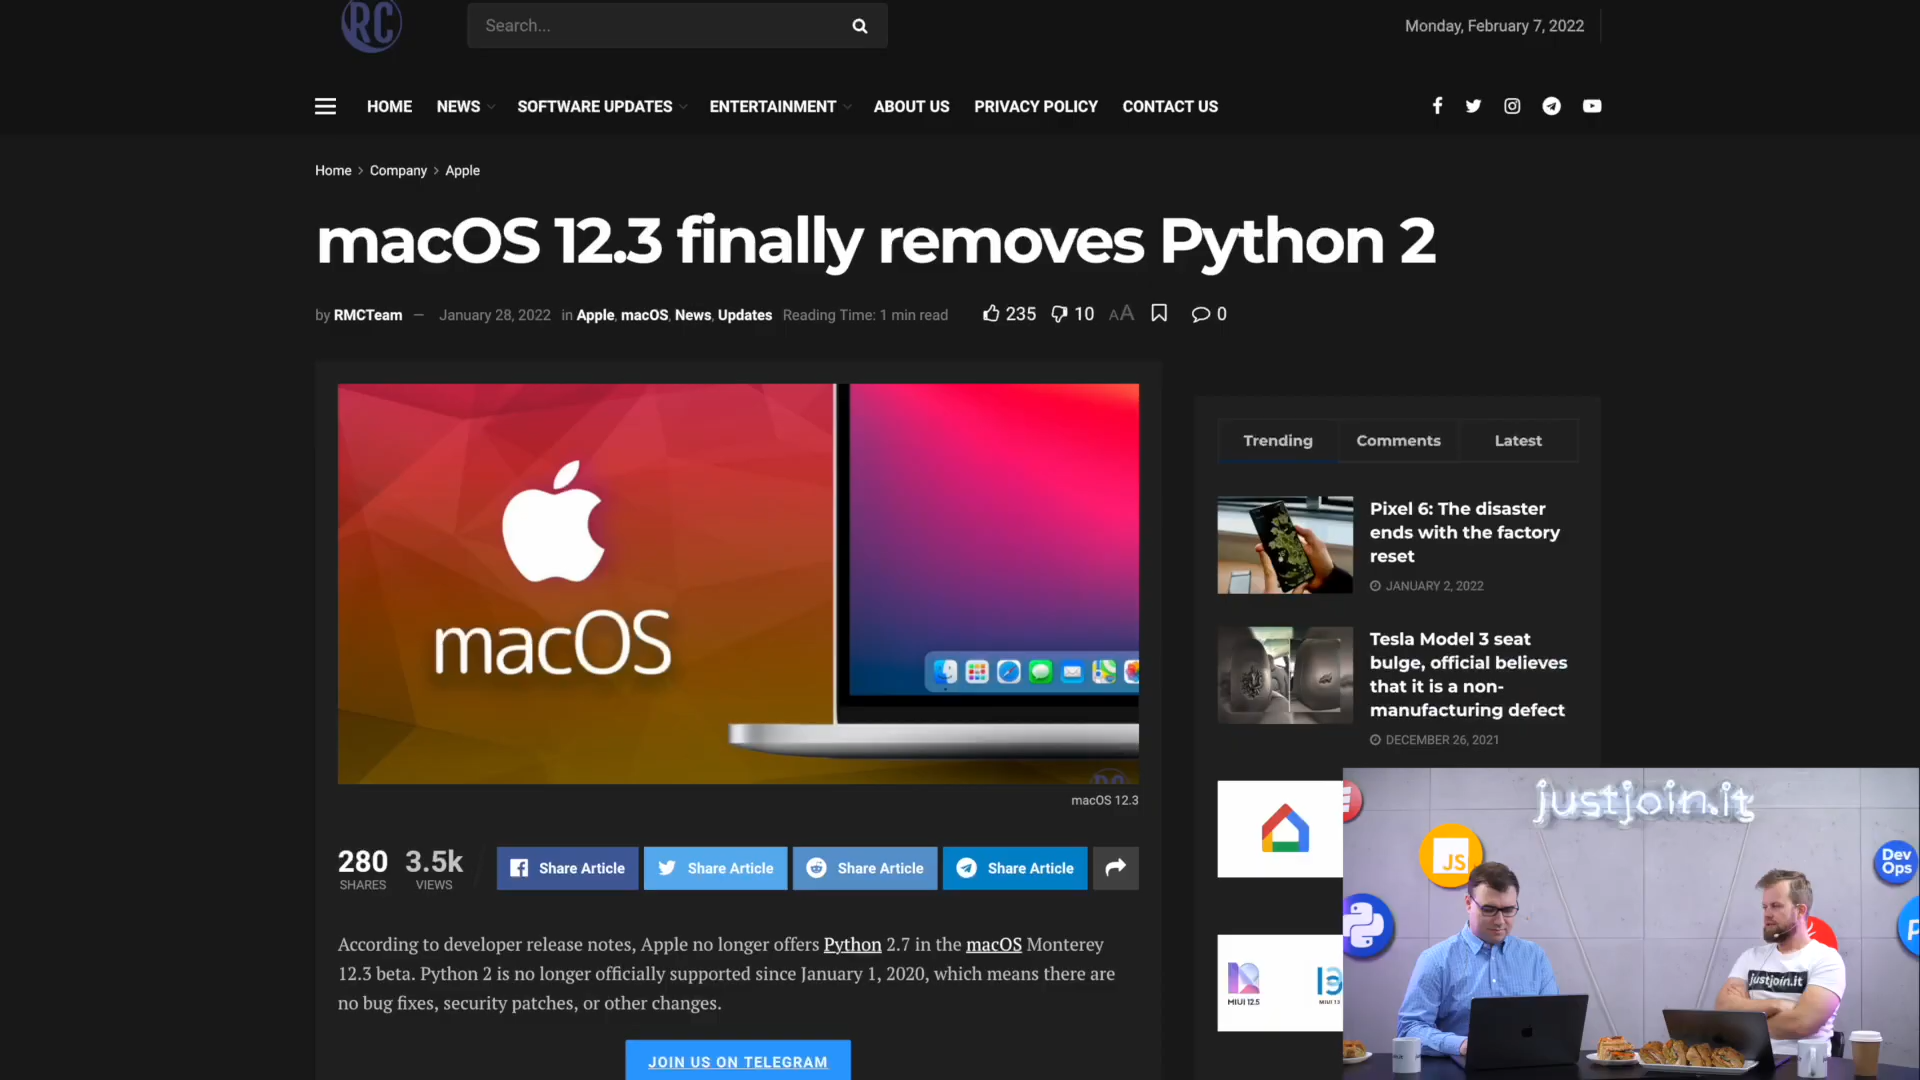 RC
Search...
Monday, February 7, 2022
HOME NEWS SOFTWARE UPDATES ENTERTAINMENT ABOUT US PRIVACY POLICY CONTACT US
Home > Company > Apple
macOS 12.3 finally removes Python 2
by RMCTeam — January 28, 2022 in Apple, macOS, News, Updates Reading Time: 1 min read 235 10 AA 0
macOS
macOS 12.3
280 SHARES
3.5k VIEWS
Share Article Share Article Share Article Share Article
According to developer release notes, Apple no longer offers Python 2.7 in the macOS Monterey
12.3 beta. Python 2 is no longer officially supported since January 1, 2020, which means there are
no bug fixes, security patches, or other changes.
JOIN US ON TELEGRAM
Trending Comments Latest
Pixel 6: The disaster
ends with the factory
reset
JANUARY 2, 2022
Tesla Model 3 seat
bulge, official believes
that it is a non-
manufacturing defect
DECEMBER 26, 2021
MIUI 12.5
MIUI 13
justjoin.it
JS
Dev
Ops
justjoin.it